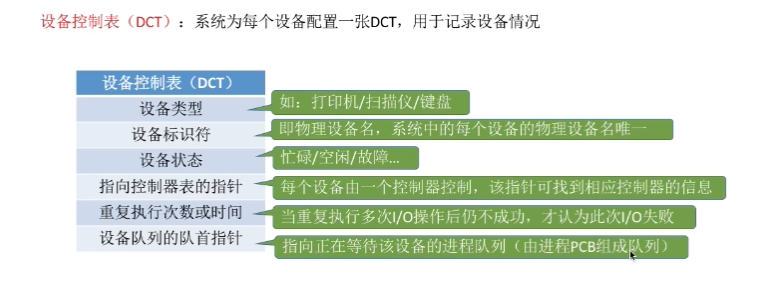 设备控制表（DCT）：系统为每个设备配置一张DCT，用于记录设备情况
设备控制表（DCT）
设备类型
如：打印机/扫描仪/键盘
设备标识符
即物理设备名，系统中的每个设备的物理设备名唯一
设备状态
忙碌/空闲/故障...
指向控制器表的指针
每个设备由一个控制器控制，该指针可找到相应控制器的信息
重复执行次数或时间
当重复执行多次I/O操作后仍不成功，才认为此次I/O失败
设备队列的队首指针
指向正在等待该设备的进程队列（由进程PCB组成队列）